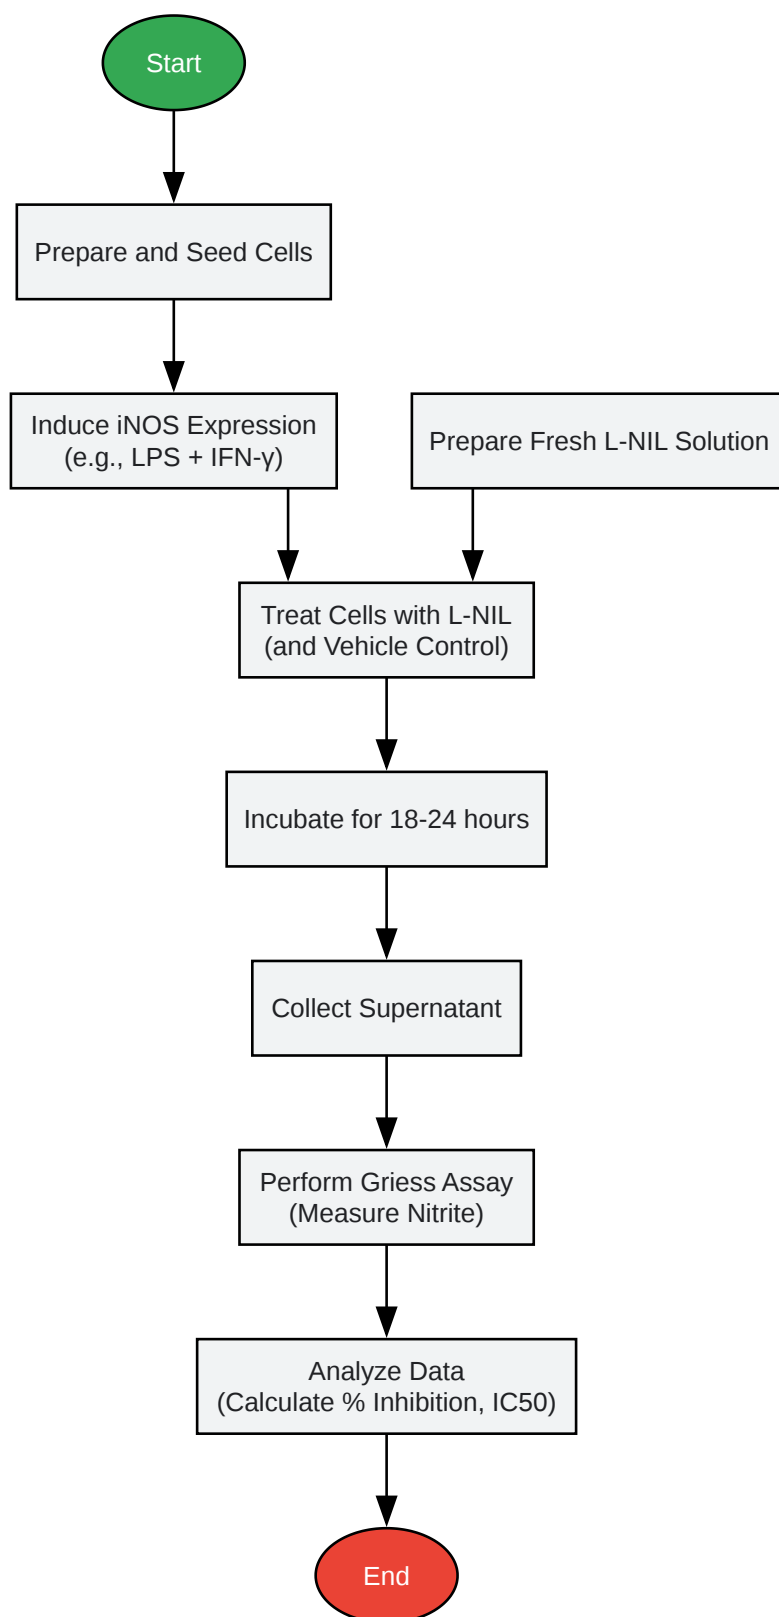 Start
Prepare and Seed Cells
Induce iNOS Expression
(e.g., LPS + IFN-γ)
Prepare Fresh L-NIL Solution
Treat Cells with L-NIL
(and Vehicle Control)
Incubate for 18-24 hours
Collect Supernatant
Perform Griess Assay
(Measure Nitrite)
Analyze Data
(Calculate % Inhibition, IC50)
End